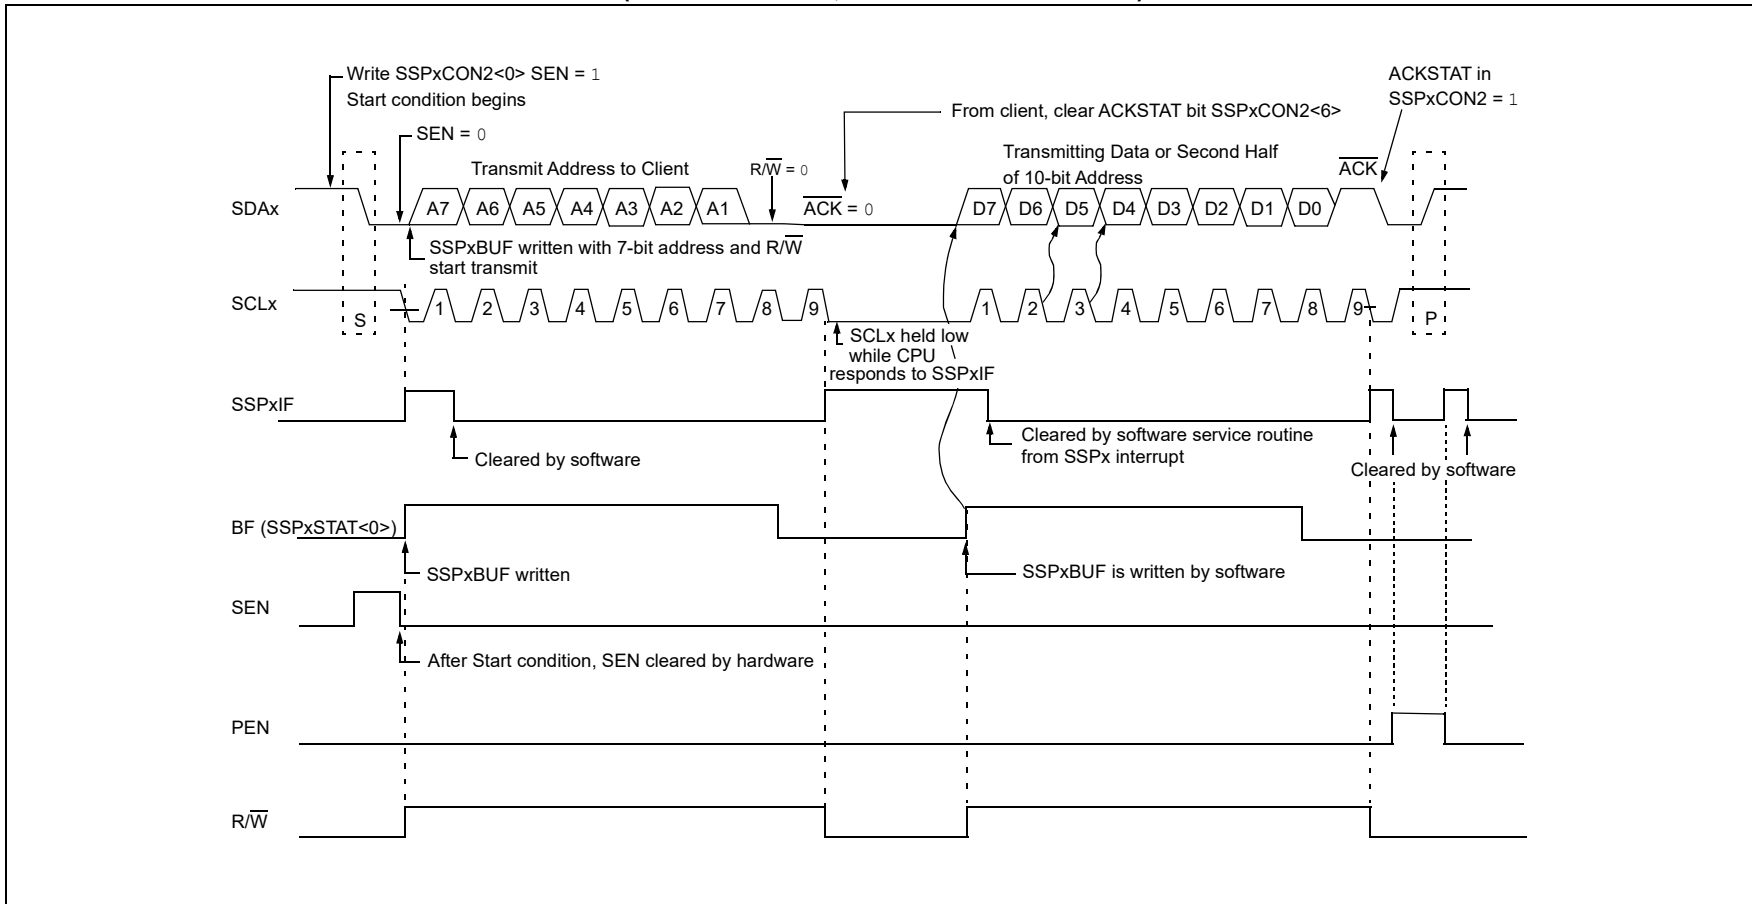 Write SSPxCON2<0> SEN = 1
Start condition begins
ACKSTAT in
SSPxCON2 = 1
From client, clear ACKSTAT bit SSPxCON2<6>
SEN = 0
Transmit Address to Client
R/W̅ = 0
Transmitting Data or Second Half
of 10-bit Address
A̅C̅K̅
SDAx
A7 A6 A5 A4 A3 A2 A1
A̅C̅K̅ = 0
D7 D6 D5 D4 D3 D2 D1 D0
SSPxBUF written with 7-bit address and R/W̅
start transmit
SCLx
S
1 2 3 4 5 6 7 8 9
1 2 3 4 5 6 7 8 9
P
SCLx held low
while CPU
responds to SSPxIF
SSPxIF
Cleared by software
Cleared by software service routine
from SSPx interrupt
Cleared by software
BF (SSPxSTAT<0>)
SSPxBUF written
SSPxBUF is written by software
SEN
After Start condition, SEN cleared by hardware
PEN
R/W̅